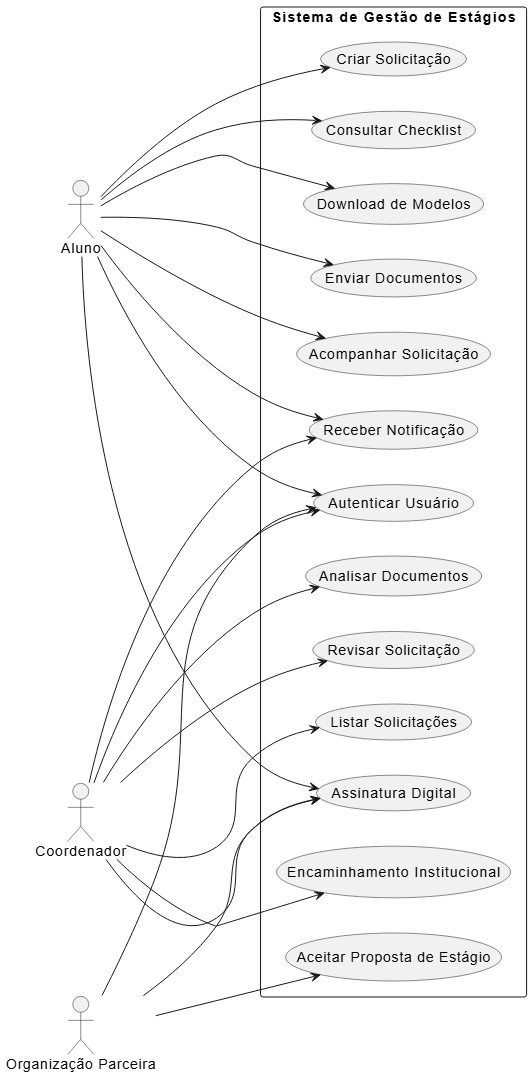 Sistema de Gestão de Estágios
Criar Solicitação
Consultar Checklist
Download de Modelos
Aluno
Enviar Documentos
Acompanhar Solicitação
Receber Notificação
Autenticar Usuário
Analisar Documentos
Revisar Solicitação
Listar Solicitações
Assinatura Digital
Coordenador
Encaminhamento Institucional
Aceitar Proposta de Estágio
Organização Parceira